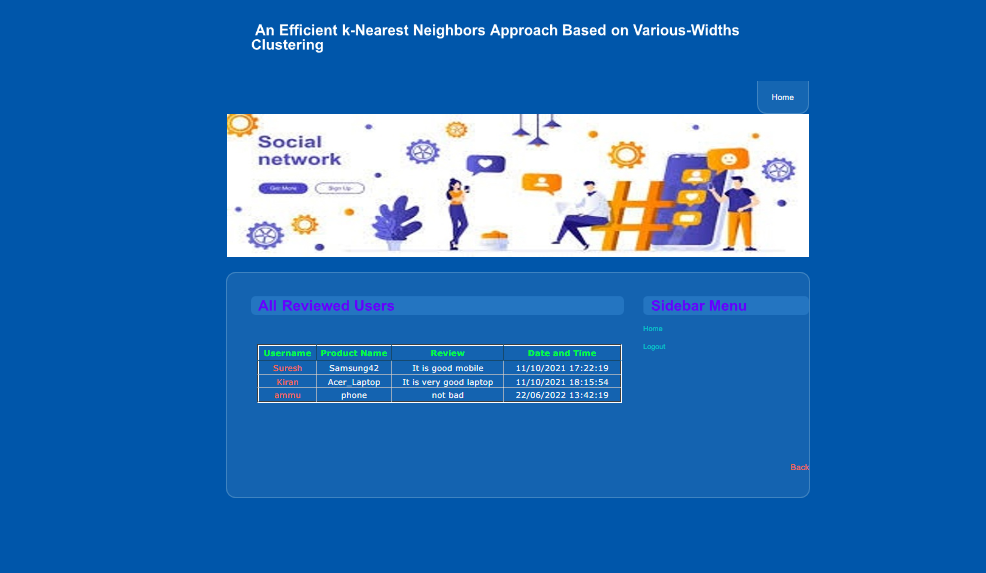 An Efficient k-Nearest Neighbors Approach Based on Various-Widths
Clustering
Home
Social
network
Get More Sign Up
All Reviewed Users
Sidebar Menu
Home
Logout
Username Product Name Review Date and Time
Suresh Samsung42 It is good mobile 11/10/2021 17:22:19
Kiran Acer_Laptop It is very good laptop 11/10/2021 18:15:54
ammu phone not bad 22/06/2022 13:42:19
Back